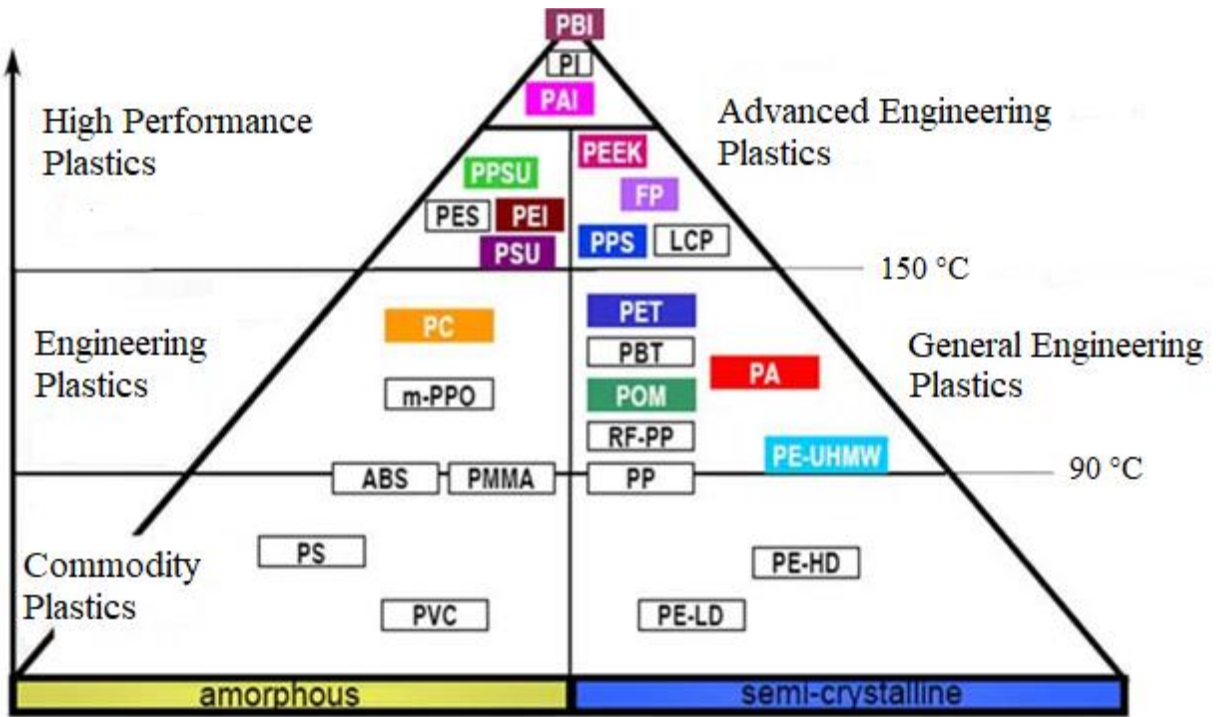 PBI
PI
PAI
High Performance
Plastics
Advanced Engineering
Plastics
PEEK
PPSU
FP
PES
PEI
PPS
LCP
PSU
150 °C
PET
PC
Engineering
Plastics
General Engineering
Plastics
PBT
PA
m-PPO
POM
RF-PP
PE-UHMW
ABS
PMMA
PP
90 °C
PS
PE-HD
Commodity
Plastics
PVC
PE-LD
amorphous
semi-crystalline